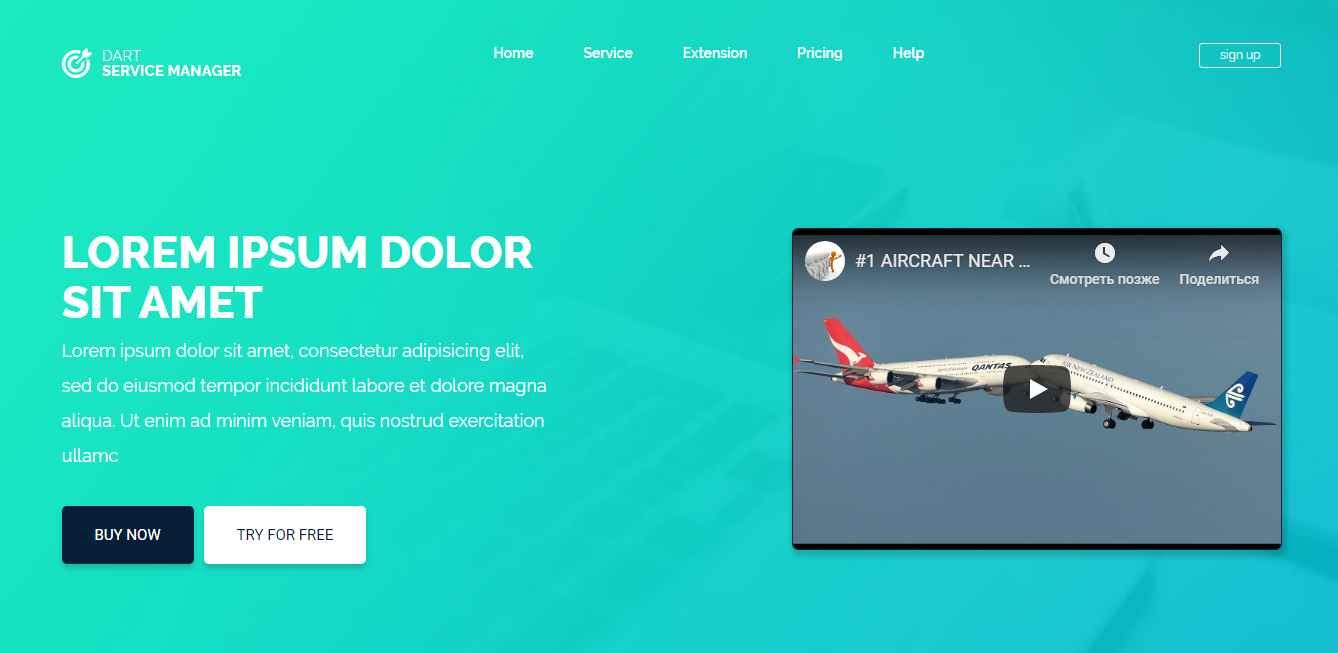 DART
SERVICE MANAGER
Home Service Extension Pricing Help
sign up
LOREM IPSUM DOLOR
SIT AMET
Lorem ipsum dolor sit amet, consectetur adipisicing elit,
sed do eiusmod tempor incididunt labore et dolore magna
aliqua. Ut enim ad minim veniam, quis nostrud exercitation
ullamc
BUY NOW
TRY FOR FREE
#1 AIRCRAFT NEAR ...
Смотреть позже
Поделиться
QANTAS
AIR NEW ZEALAND